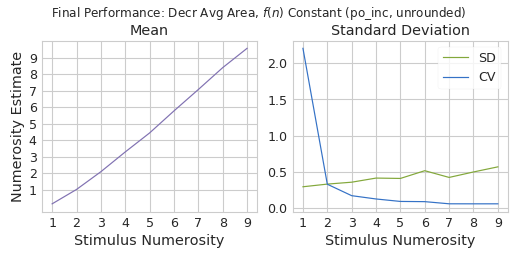 Final Performance: Decr Avg Area, f(n) Constant (po_inc, unrounded)
Mean
Standard Deviation
Numerosity Estimate
9
8
7
6
5
4
3
2
1
1 2 3 4 5 6 7 8 9
Stimulus Numerosity
2.0
1.5
1.0
0.5
0.0
SD
CV
1 2 3 4 5 6 7 8 9
Stimulus Numerosity